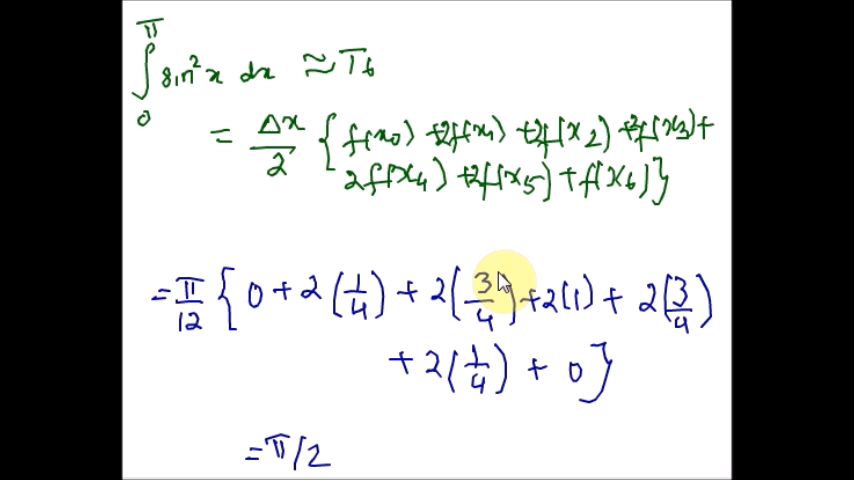 ∫₀^π sin²x dx ≈ T₆
= Δx/2 { f(x₀) + 2f(x₁) + 2f(x₂) + 2f(x₃) +
2f(x₄) + 2f(x₅) + f(x₆) }
= π/12 { 0 + 2(1/4) + 2(3/4) + 2(1) + 2(3/4)
+ 2(1/4) + 0 }
= π/2